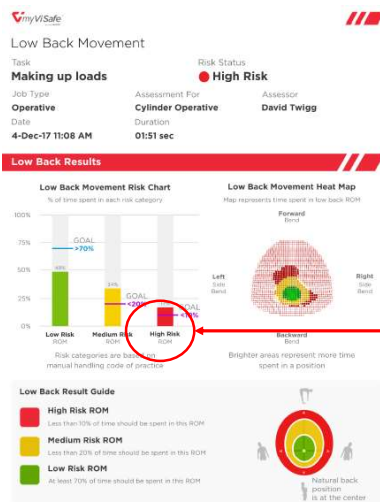 myViSafe
Low Back Movement
Task
Risk Status
Making up loads
High Risk
Job Type
Assessment For
Assessor
Operative
Cylinder Operative
David Twigg
Date
Duration
4-Dec-17 11:08 AM
01:51 sec
Low Back Results
Low Back Movement Risk Chart
% of time spent in each risk category
100%
75%
50%
25%
0%
GOAL
>70%
GOAL
<20%
GOAL
Low Risk
ROM
Medium Risk
ROM
High Risk
ROM
Risk categories are based on
manual handling code of practice
Low Back Movement Heat Map
Map represents time spent in low back ROM
Forward
Bend
Left
Side
Bend
Right
Side
Bend
Backward
Bend
Brighter areas represent more time
spent in a position
Low Back Result Guide
High Risk ROM
Less than 10% of time should be spent in this ROM
Medium Risk ROM
Less than 20% of time should be spent in this ROM
Low Risk ROM
At least 70% of time should be spent in this ROM
Natural back
position
is at the center